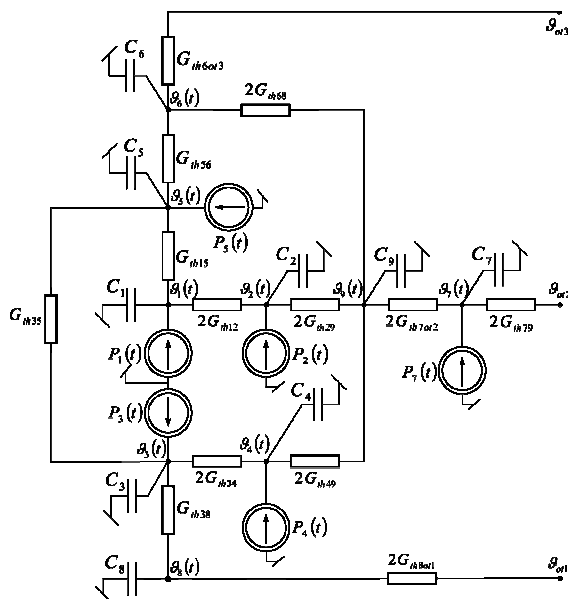 ϑot3
C6
Gth6ot3
ϑ6(t)
2Gth68
C5
Gth56
ϑ5(t)
P5(t)
Gth15
C2
C9
C7
C1
ϑ1(t)
ϑ2(t)
ϑ9(t)
ϑ7(t)
ϑot2
Gth35
2Gth12
2Gth29
2Gth7ot2
2Gth79
P1(t)
P2(t)
P7(t)
P3(t)
C4
ϑ3(t)
ϑ4(t)
C3
2Gth34
2Gth49
Gth38
P4(t)
C8
ϑ8(t)
2Gth8ot1
ϑot1